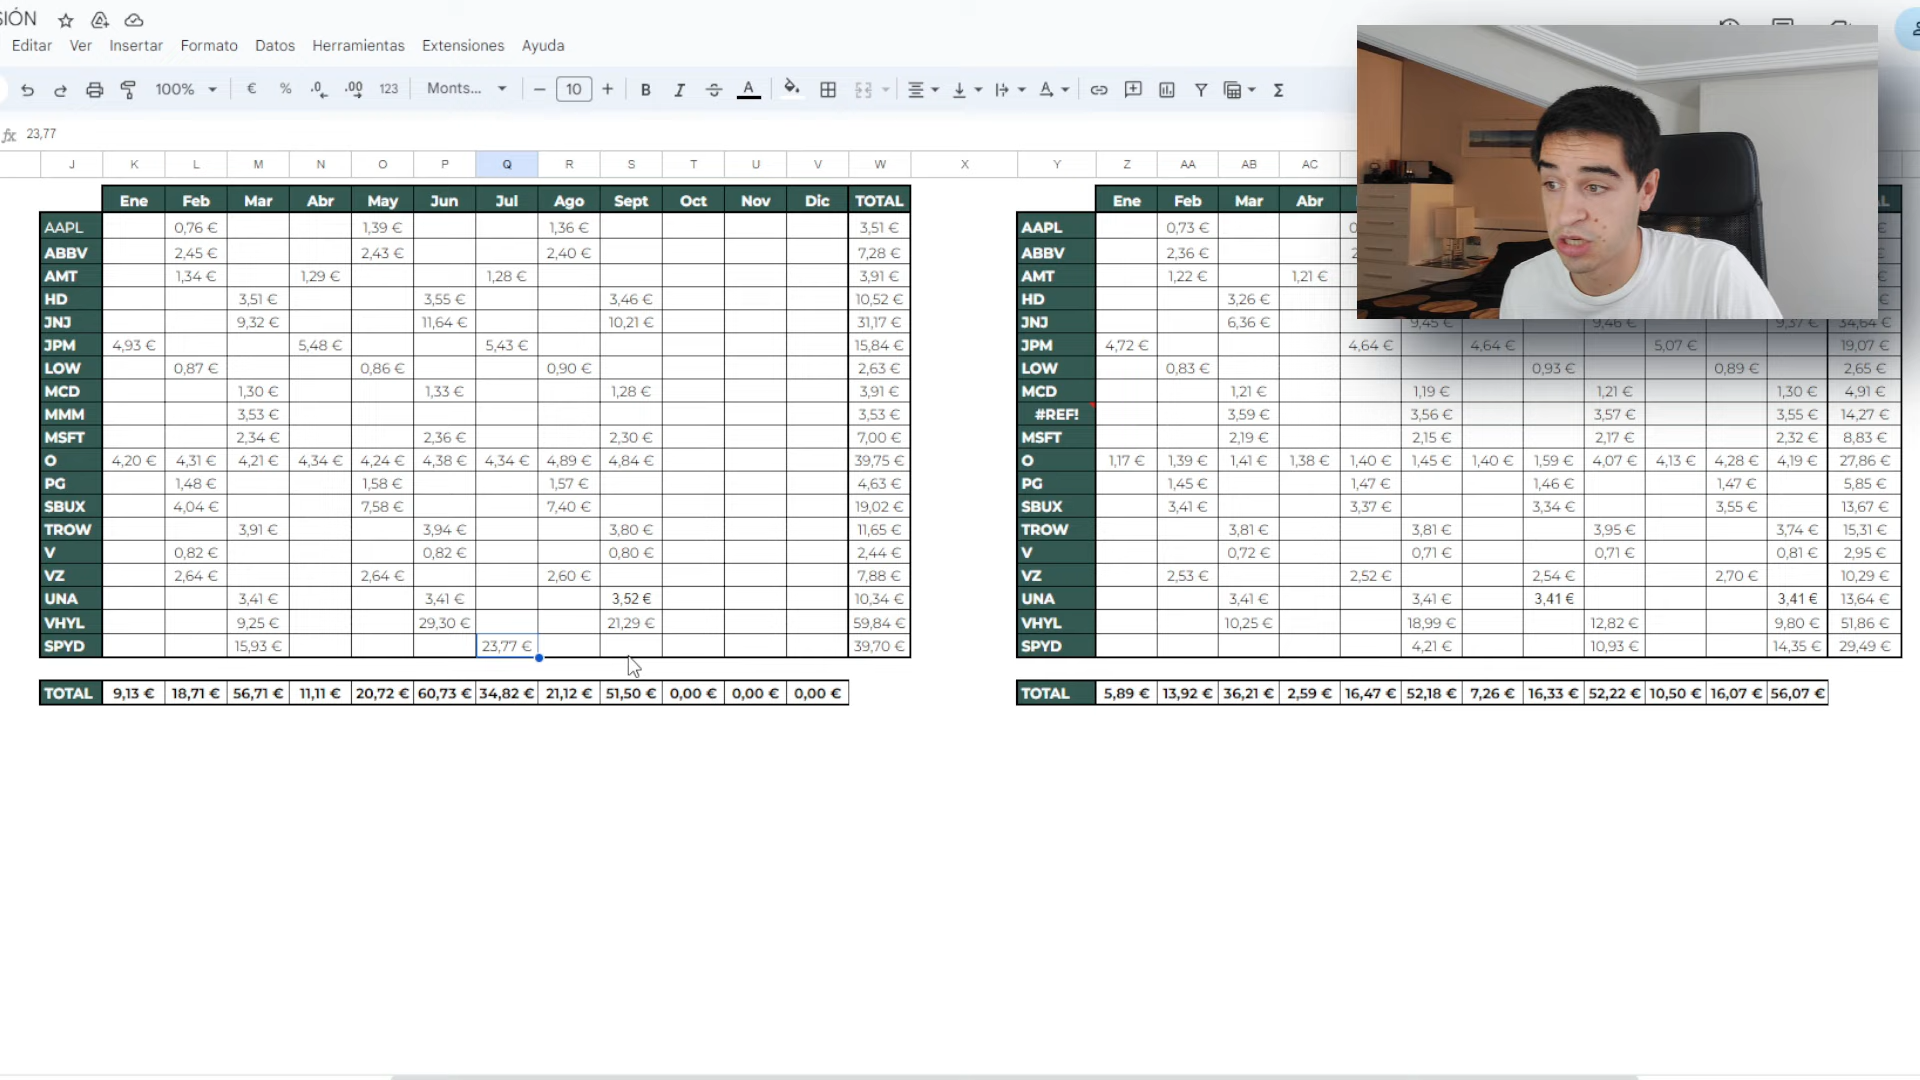 SIÓN
Editar Ver Insertar Formato Datos Herramientas Extensiones Ayuda
100% € % .0 .00 123 Monts... 10 B I A
fx 23,77
J K L M N O P Q R S T U V W X Y Z AA AB AC
Ene Feb Mar Abr May Jun Jul Ago Sept Oct Nov Dic TOTAL
AAPL 0,76 € 1,39 € 1,36 € 3,51 €
ABBV 2,45 € 2,43 € 2,40 € 7,28 €
AMT 1,34 € 1,29 € 1,28 € 3,91 €
HD 3,51 € 3,55 € 3,46 € 10,52 €
JNJ 9,32 € 11,64 € 10,21 € 31,17 €
JPM 4,93 € 5,48 € 5,43 € 15,84 €
LOW 0,87 € 0,86 € 0,90 € 2,63 €
MCD 1,30 € 1,33 € 1,28 € 3,91 €
MMM 3,53 € 3,53 €
MSFT 2,34 € 2,36 € 2,30 € 7,00 €
O 4,20 € 4,31 € 4,21 € 4,34 € 4,24 € 4,38 € 4,34 € 4,89 € 4,84 € 39,75 €
PG 1,48 € 1,58 € 1,57 € 4,63 €
SBUX 4,04 € 7,58 € 7,40 € 19,02 €
TROW 3,91 € 3,94 € 3,80 € 11,65 €
V 0,82 € 0,82 € 0,80 € 2,44 €
VZ 2,64 € 2,64 € 2,60 € 7,88 €
UNA 3,41 € 3,41 € 3,52 € 10,34 €
VHYL 9,25 € 29,30 € 21,29 € 59,84 €
SPYD 15,93 € 23,77 € 39,70 €
TOTAL 9,13 € 18,71 € 56,71 € 11,11 € 20,72 € 60,73 € 34,82 € 21,12 € 51,50 € 0,00 € 0,00 € 0,00 €
Ene Feb Mar Abr
AAPL 0,73 €
ABBV 2,36 €
AMT 1,22 € 1,21 €
HD 3,26 €
JNJ 6,36 € 9,45 € 9,46 € 9,37 € 34,64 €
JPM 4,72 € 4,64 € 4,64 € 5,07 € 19,07 €
LOW 0,83 € 0,93 € 0,89 € 2,65 €
MCD 1,21 € 1,19 € 1,21 € 1,30 € 4,91 €
#REF! 3,59 € 3,56 € 3,57 € 3,55 € 14,27 €
MSFT 2,19 € 2,15 € 2,17 € 2,32 € 8,83 €
O 1,17 € 1,39 € 1,41 € 1,38 € 1,40 € 1,45 € 1,40 € 1,59 € 4,07 € 4,13 € 4,28 € 4,19 € 27,86 €
PG 1,45 € 1,47 € 1,46 € 1,47 € 5,85 €
SBUX 3,41 € 3,37 € 3,34 € 3,55 € 13,67 €
TROW 3,81 € 3,81 € 3,95 € 3,74 € 15,31 €
V 0,72 € 0,71 € 0,71 € 0,81 € 2,95 €
VZ 2,53 € 2,52 € 2,54 € 2,70 € 10,29 €
UNA 3,41 € 3,41 € 3,41 € 3,41 € 13,64 €
VHYL 10,25 € 18,99 € 12,82 € 9,80 € 51,86 €
SPYD 4,21 € 10,93 € 14,35 € 29,49 €
TOTAL 5,89 € 13,92 € 36,21 € 2,59 € 16,47 € 52,18 € 7,26 € 16,33 € 52,22 € 10,50 € 16,07 € 56,07 €